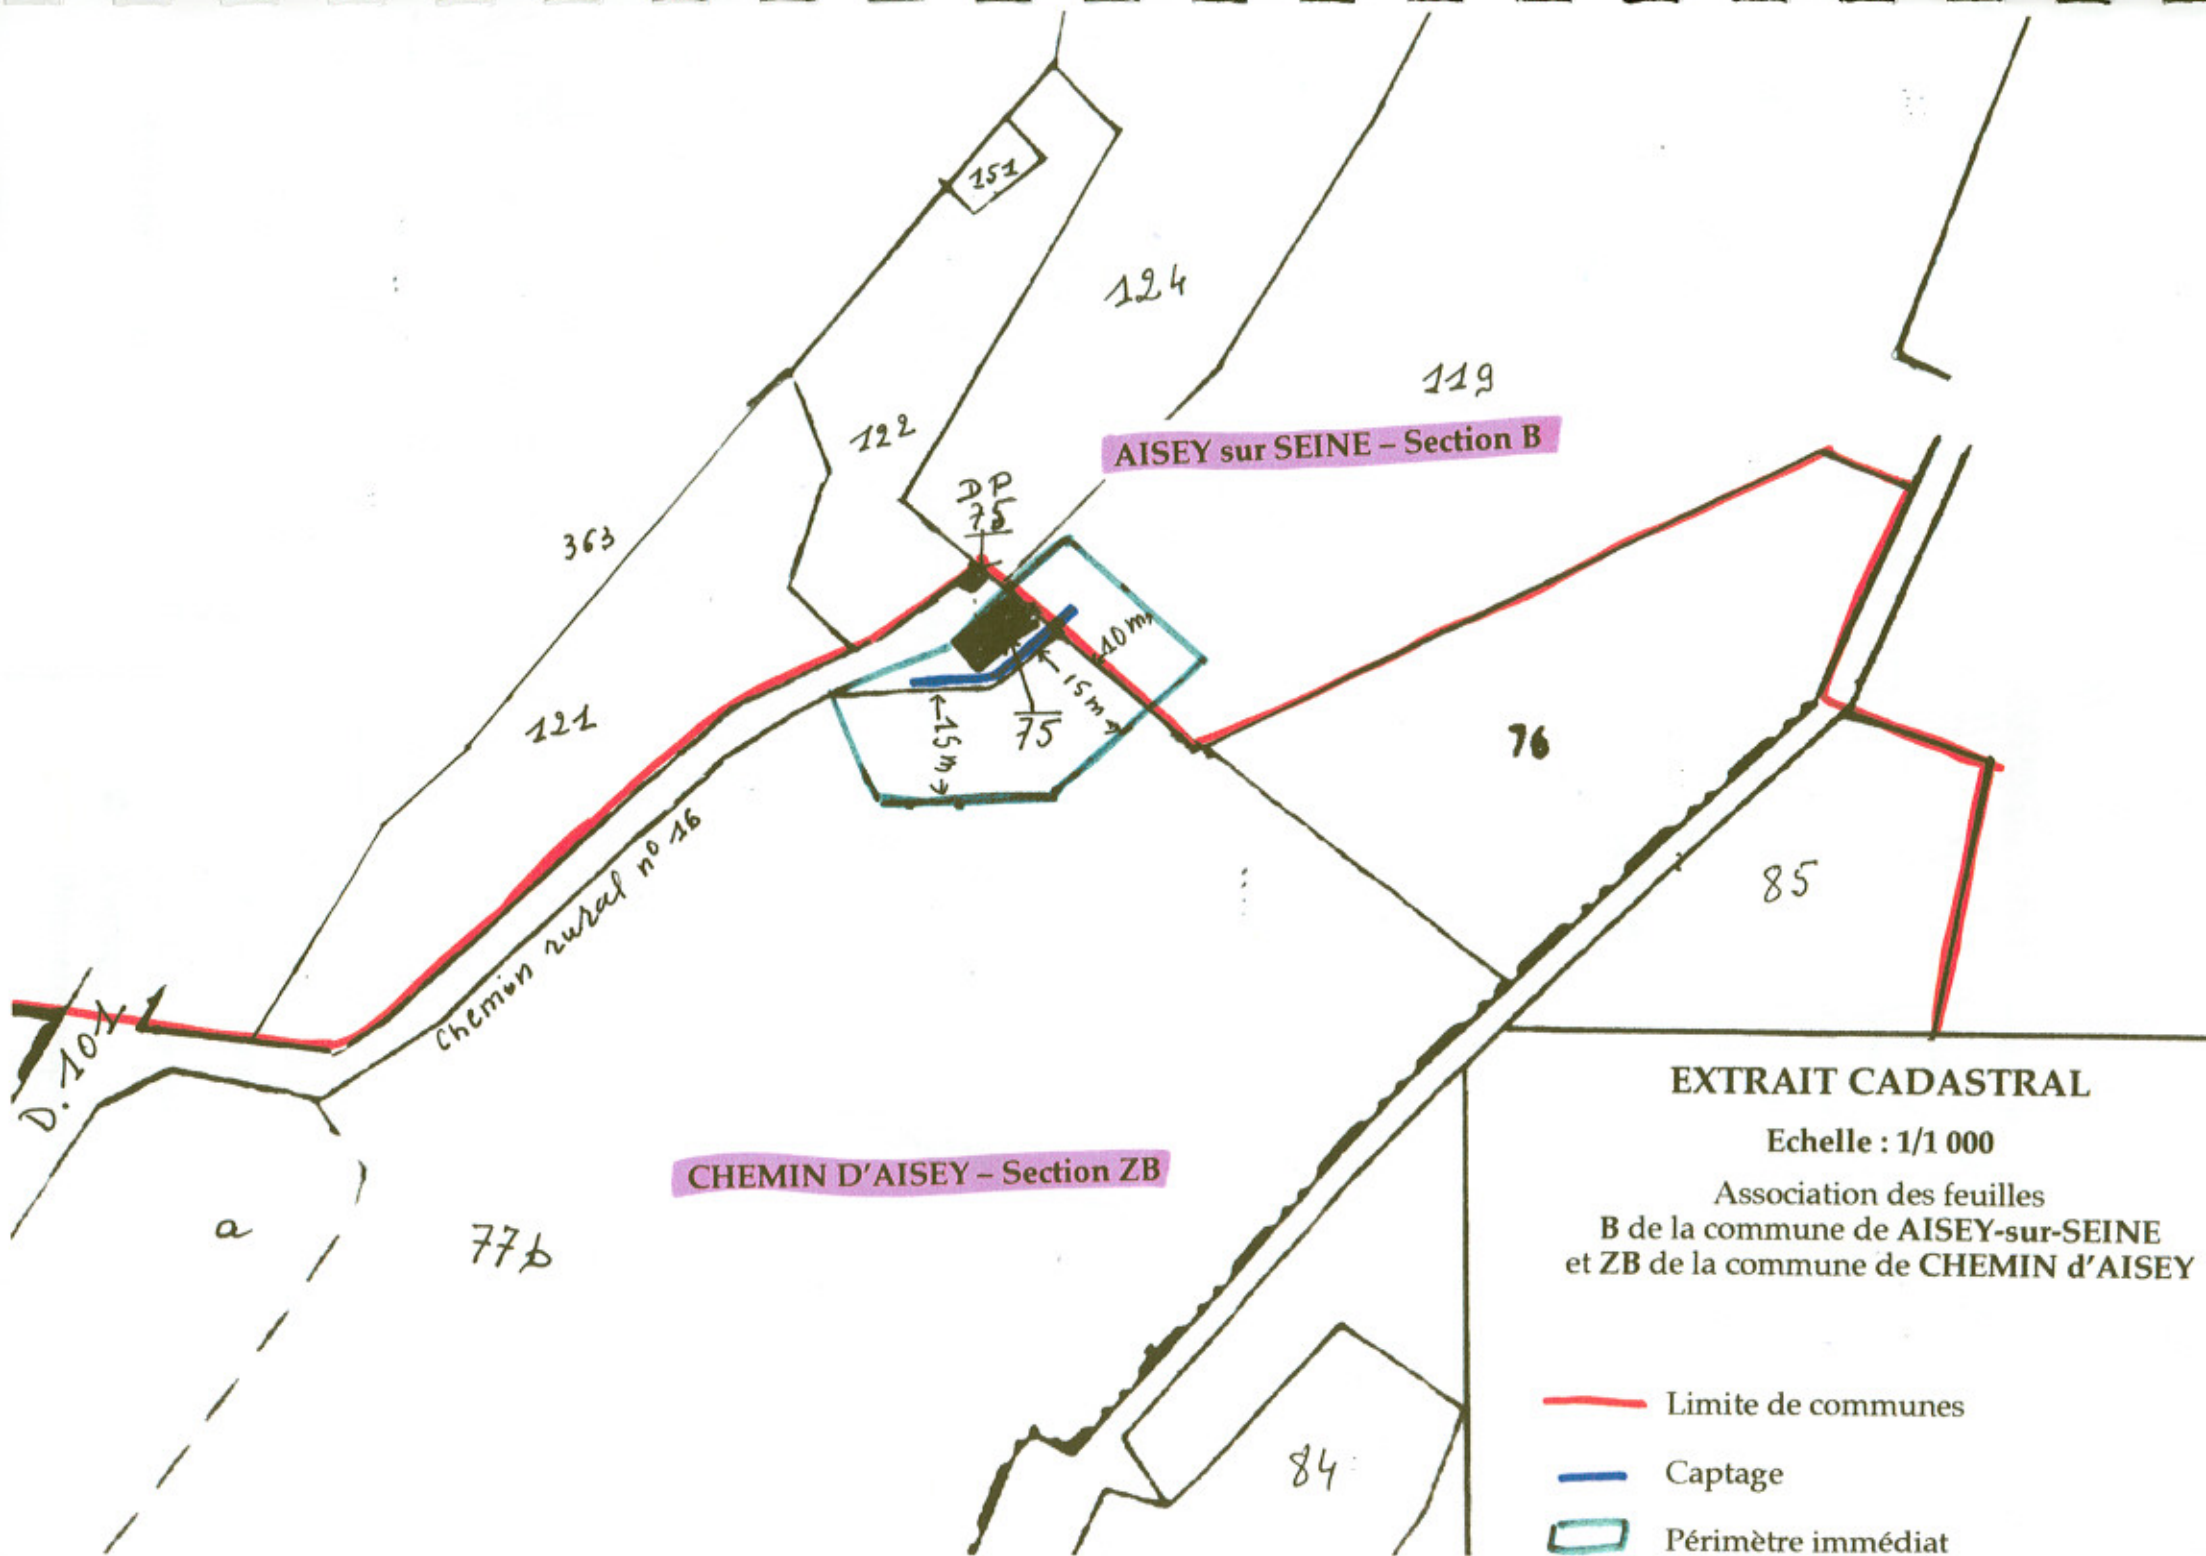 151
124
119
122
AISEY sur SEINE – Section B
DP
75
363
10 m
15 m
121
15 m
75
76
Chemin rural n° 16
85
EXTRAIT CADASTRAL
Echelle : 1/1 000
Association des feuilles
B de la commune de AISEY-sur-SEINE
et ZB de la commune de CHEMIN d'AISEY
CHEMIN D'AISEY – Section ZB
a
77b
84
Limite de communes
Captage
Périmètre immédiat